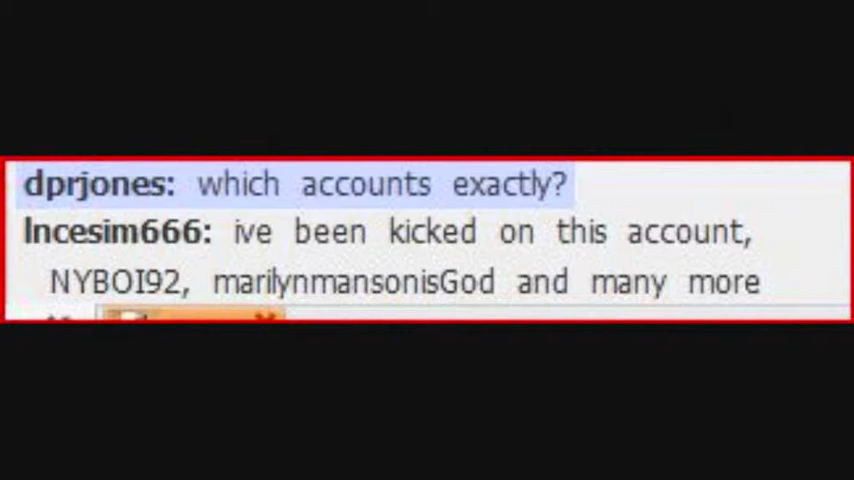 dprjones: which accounts exactly?
lncesim666: ive been kicked on this account,
NYBOI92, marilynmansonisGod and many more